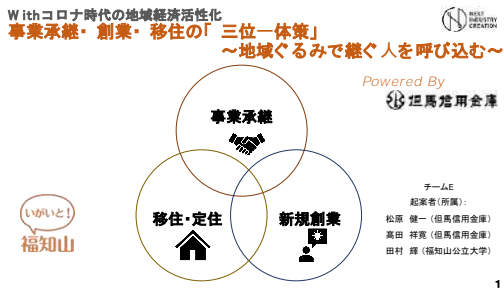 Withコロナ時代の地域経済活性化
事業承継・創業・移住の「三位一体策」
～地域ぐるみで継ぐ人を呼び込む～
NEXT
INDUSTRY
CREATION
Powered By
但馬信用金庫
事業承継
移住・定住
新規創業
いがいと！
福知山
チームE
起案者（所属）：
松原 健一（但馬信用金庫）
高田 祥寛（但馬信用金庫）
田村 輝（福知山公立大学）
1